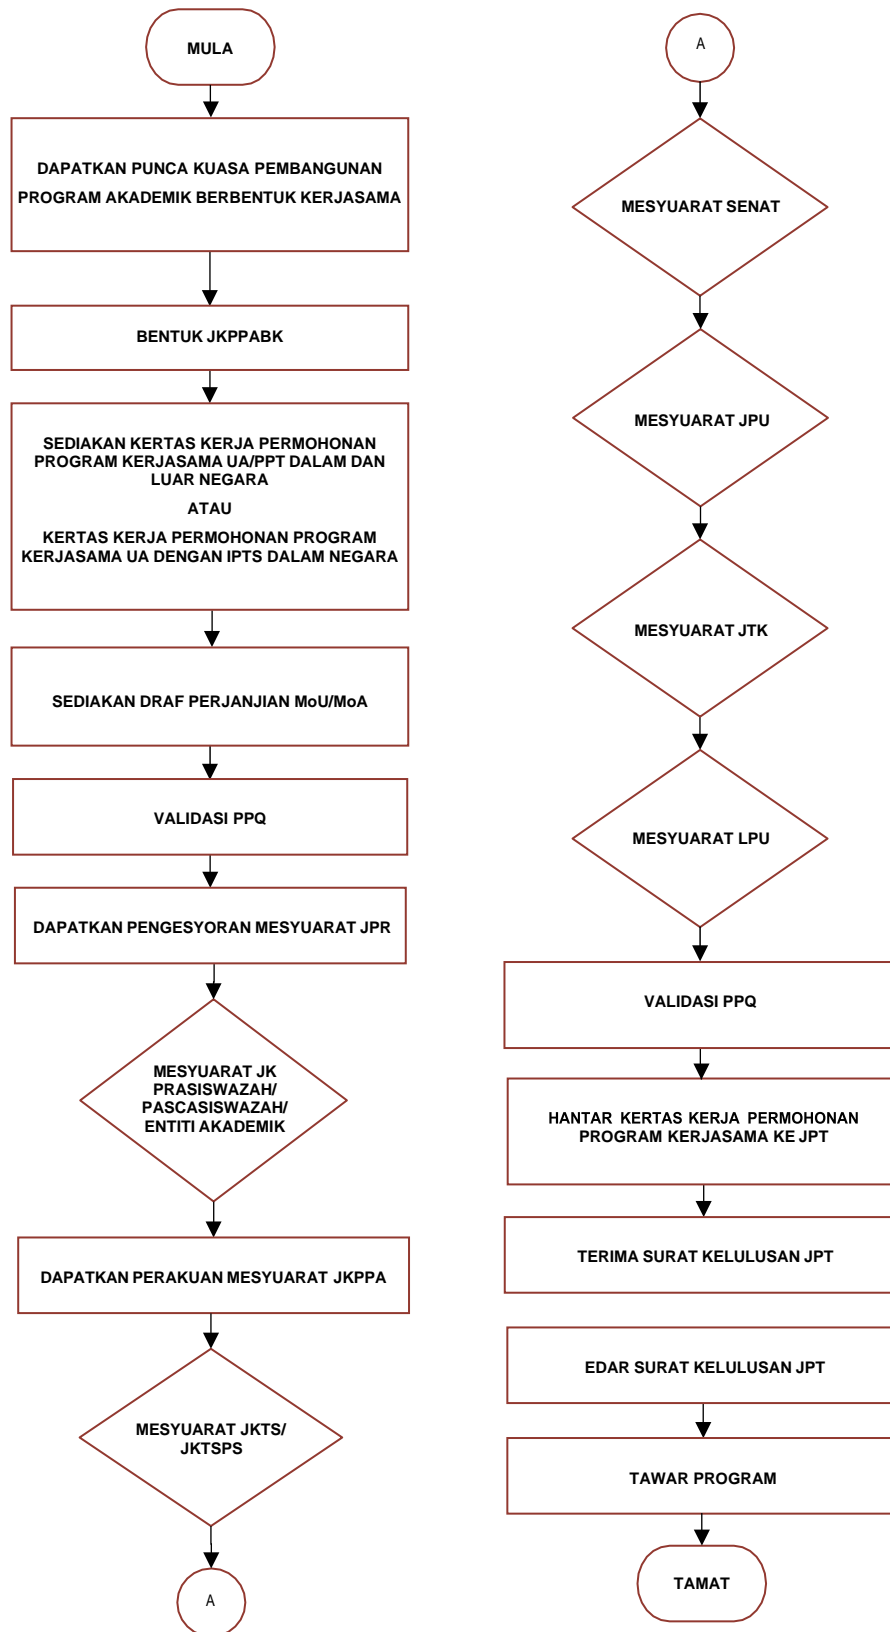 MULA
DAPATKAN PUNCA KUASA PEMBANGUNAN
PROGRAM AKADEMIK BERBENTUK KERJASAMA
BENTUK JKPPABK
SEDIAKAN KERTAS KERJA PERMOHONAN
PROGRAM KERJASAMA UA/PPT DALAM DAN
LUAR NEGARA
ATAU
KERTAS KERJA PERMOHONAN PROGRAM
KERJASAMA UA DENGAN IPTS DALAM NEGARA
SEDIAKAN DRAF PERJANJIAN MoU/MoA
VALIDASI PPQ
DAPATKAN PENGESYORAN MESYUARAT JPR
MESYUARAT JK
PRASISWAZAH/
PASCASISWAZAH/
ENTITI AKADEMIK
DAPATKAN PERAKUAN MESYUARAT JKPPA
MESYUARAT JKTS/
JKTSPS
A
A
MESYUARAT SENAT
MESYUARAT JPU
MESYUARAT JTK
MESYUARAT LPU
VALIDASI PPQ
HANTAR KERTAS KERJA PERMOHONAN
PROGRAM KERJASAMA KE JPT
TERIMA SURAT KELULUSAN JPT
EDAR SURAT KELULUSAN JPT
TAWAR PROGRAM
TAMAT